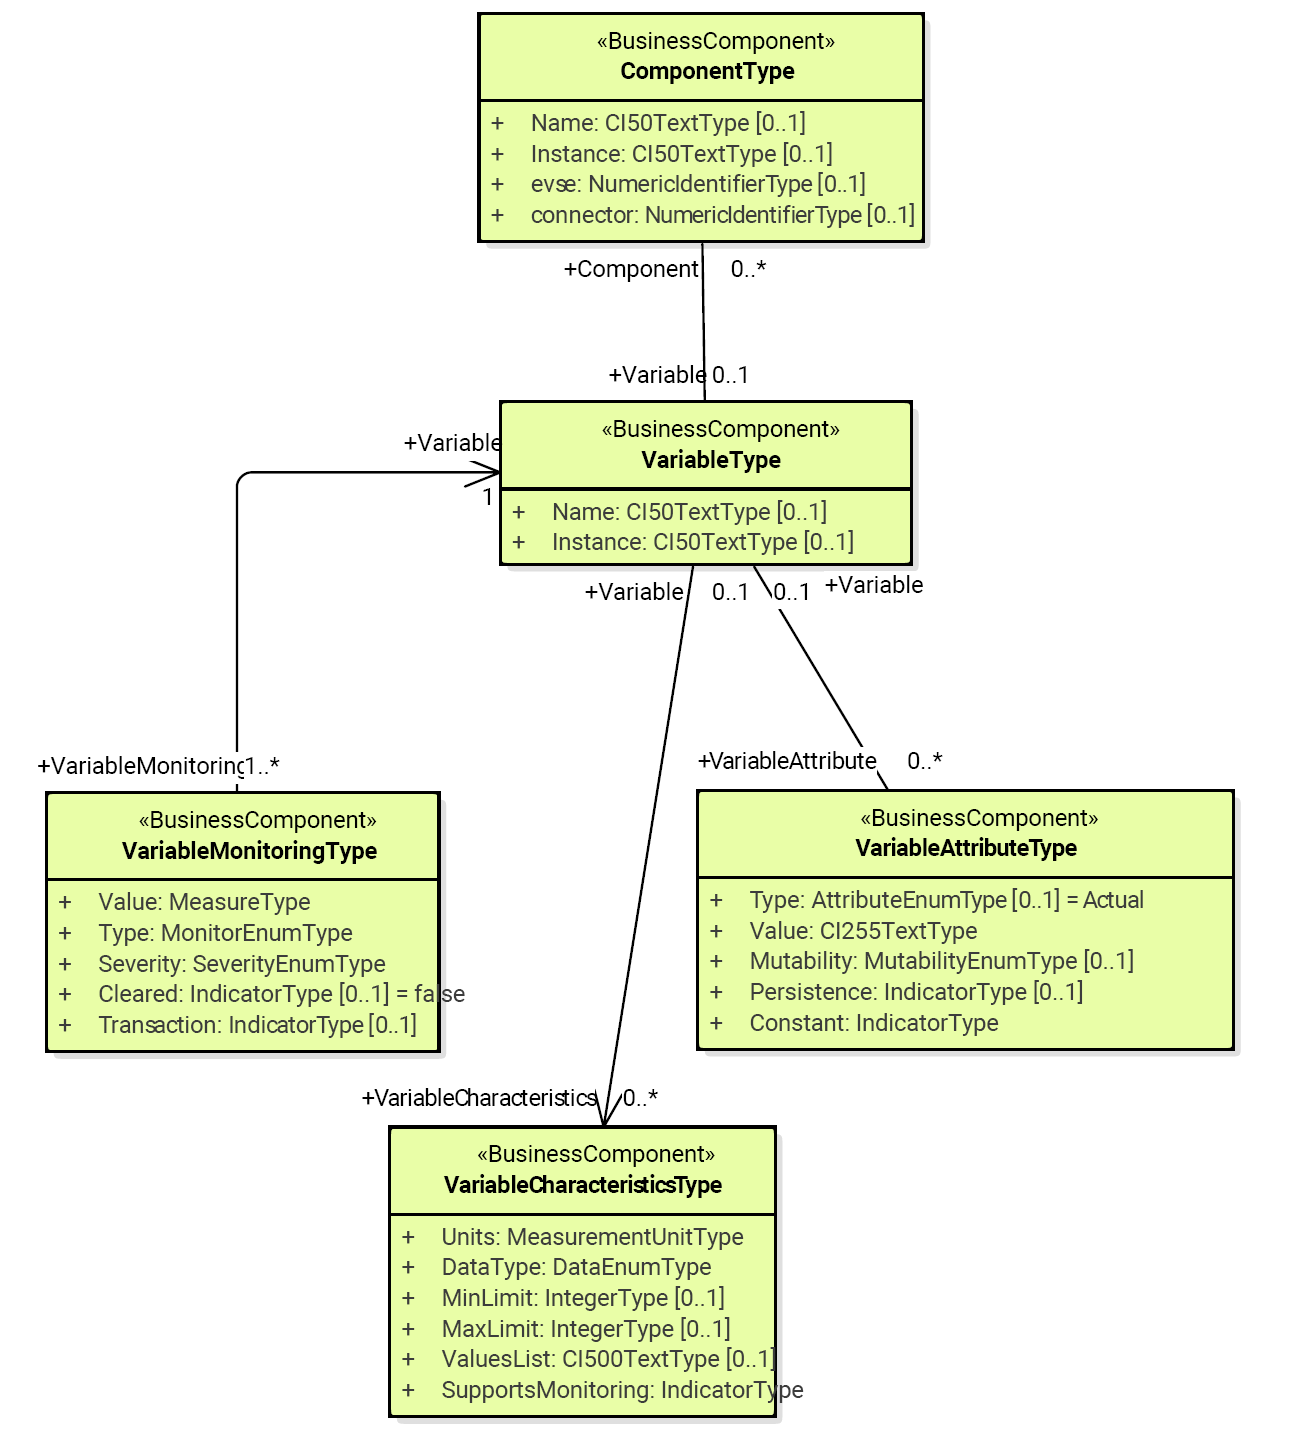 «BusinessComponent»
ComponentType
+ Name: CI50TextType [0..1]
+ Instance: CI50TextType [0..1]
+ evse: NumericIdentifierType [0..1]
+ connector: NumericIdentifierType [0..1]
+Component 0..*
+Variable 0..1
«BusinessComponent»
VariableType
+ Name: CI50TextType [0..1]
+ Instance: CI50TextType [0..1]
+Variable
1
+Variable 0..1
0..1 +Variable
+VariableMonitoring 1..*
«BusinessComponent»
VariableMonitoringType
+ Value: MeasureType
+ Type: MonitorEnumType
+ Severity: SeverityEnumType
+ Cleared: IndicatorType [0..1] = false
+ Transaction: IndicatorType [0..1]
+VariableAttribute 0..*
«BusinessComponent»
VariableAttributeType
+ Type: AttributeEnumType [0..1] = Actual
+ Value: CI255TextType
+ Mutability: MutabilityEnumType [0..1]
+ Persistence: IndicatorType [0..1]
+ Constant: IndicatorType
+VariableCharacteristics 0..*
«BusinessComponent»
VariableCharacteristicsType
+ Units: MeasurementUnitType
+ DataType: DataEnumType
+ MinLimit: IntegerType [0..1]
+ MaxLimit: IntegerType [0..1]
+ ValuesList: CI500TextType [0..1]
+ SupportsMonitoring: IndicatorType